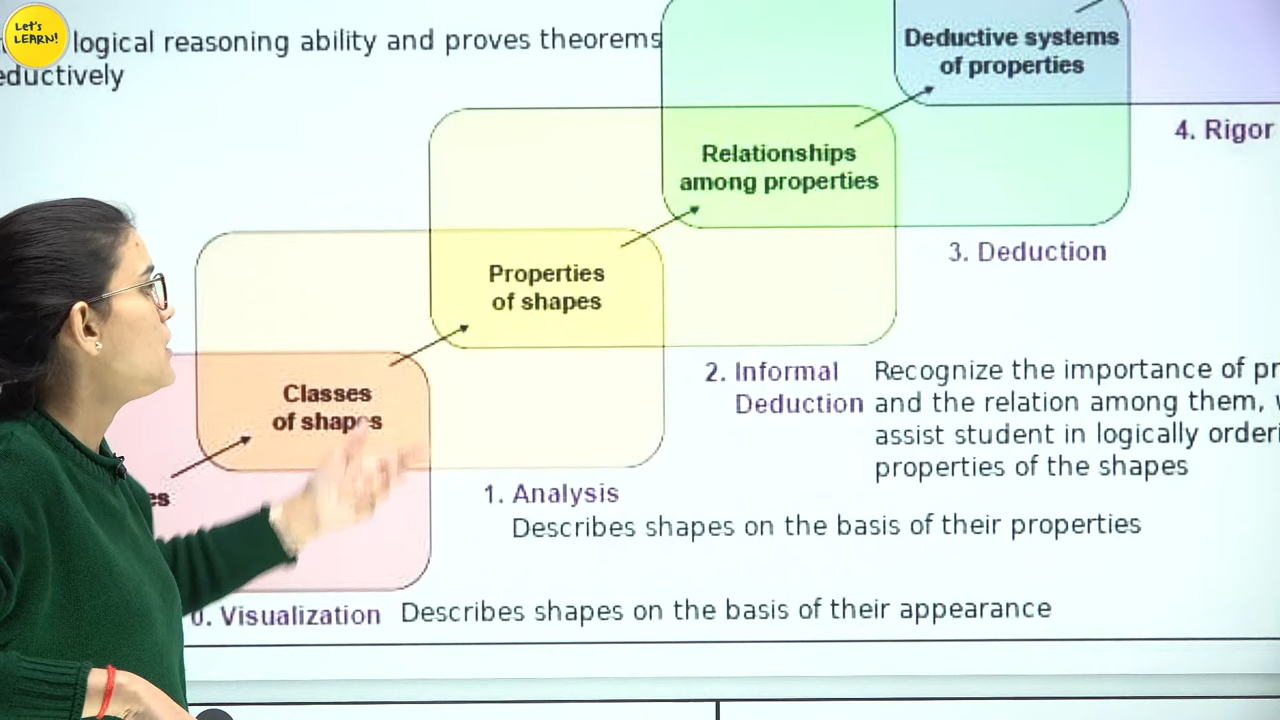 Let's
LEARN!
logical reasoning ability and proves theorems
eductively
Deductive systems
of properties
4. Rigor
Relationships
among properties
3. Deduction
Properties
of shapes
2. Informal
Deduction
Recognize the importance of pr
and the relation among them,
assist student in logically orderi
properties of the shapes
Classes
of shapes
es
1. Analysis
Describes shapes on the basis of their properties
0. Visualization Describes shapes on the basis of their appearance